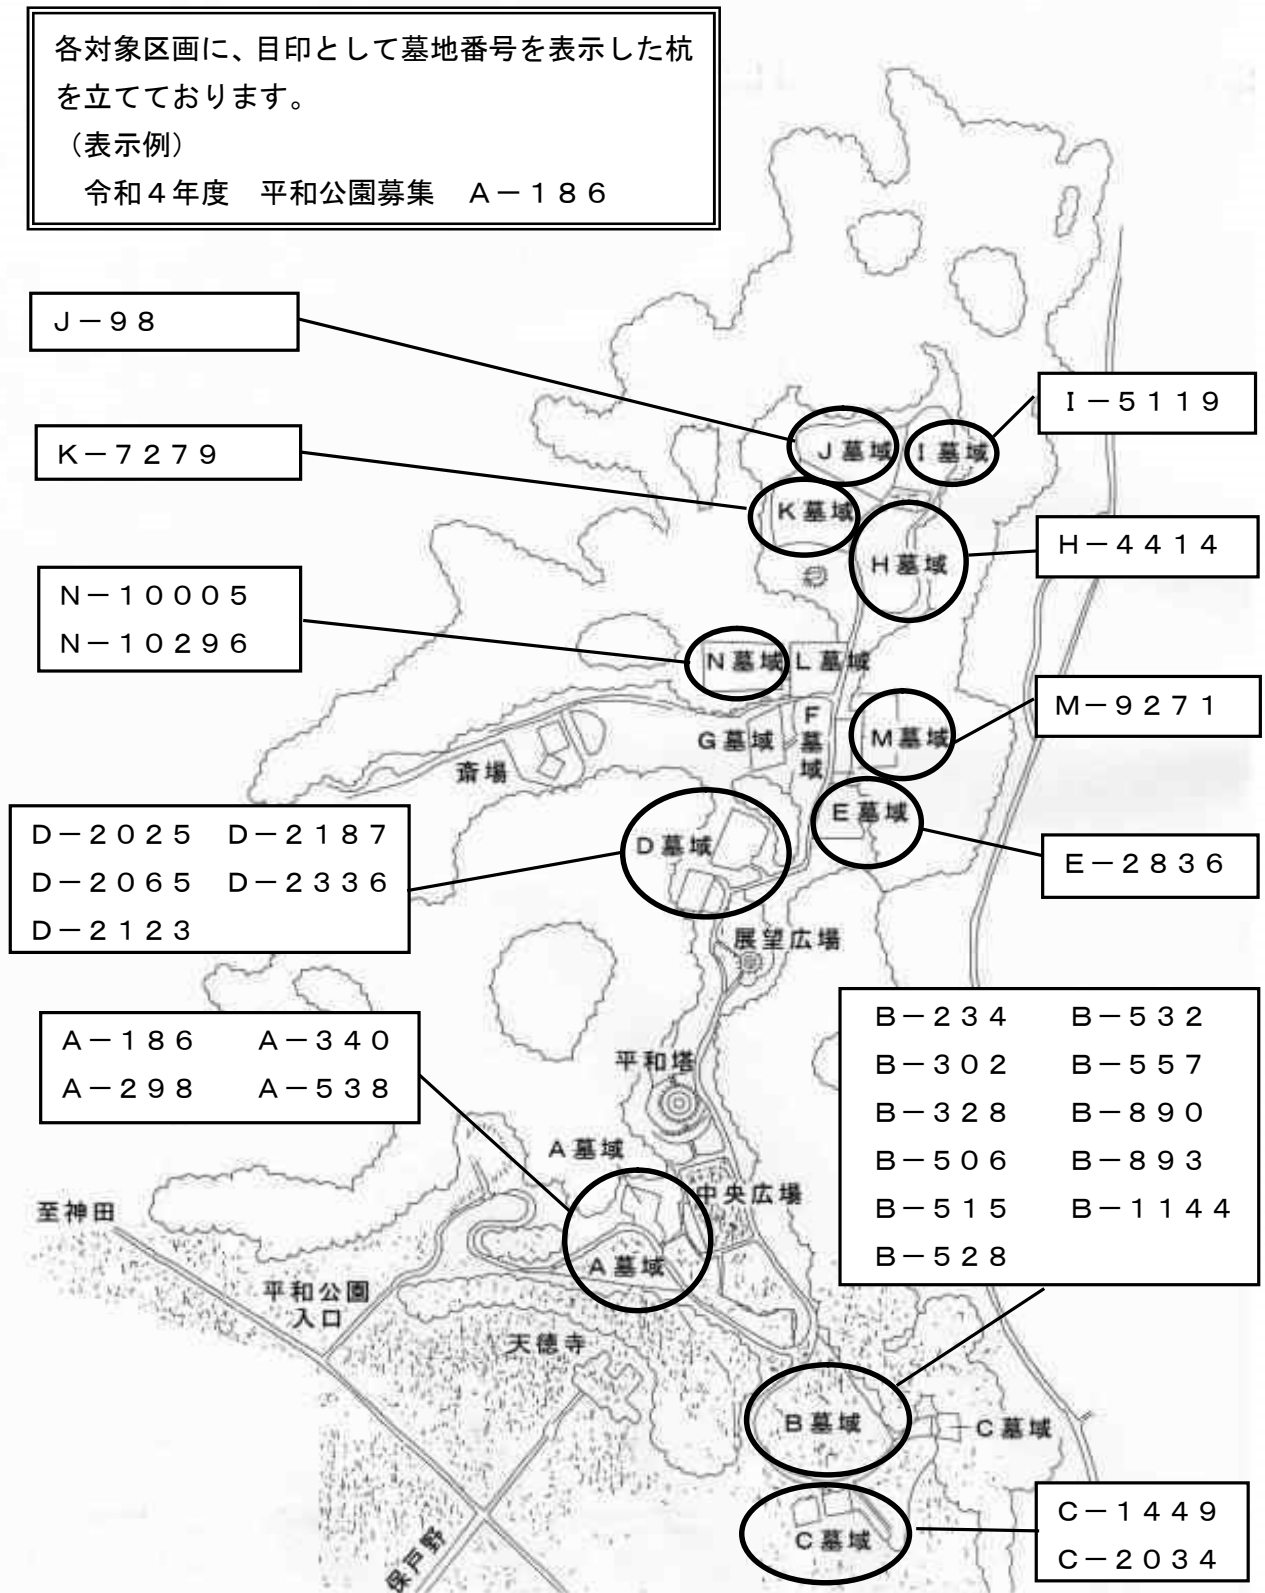 各対象区画に、目印として墓地番号を表示した杭
を立てております。
（表示例）
令和４年度　平和公園募集　Ａ－１８６
Ｊ－９８
Ｉ－５１１９
Ｋ－７２７９
Ｊ墓域
Ｉ墓域
Ｋ墓域
Ｈ－４４１４
Ｈ墓域
Ｎ－１０００５
Ｎ－１０２９６
Ｎ墓域
Ｌ墓域
Ｍ－９２７１
Ｆ墓域
Ｇ墓域
Ｍ墓域
斎場
Ｄ－２０２５　Ｄ－２１８７
Ｄ－２０６５　Ｄ－２３３６
Ｄ－２１２３
Ｅ墓域
Ｄ墓域
Ｅ－２８３６
展望広場
Ａ－１８６　Ａ－３４０
Ａ－２９８　Ａ－５３８
Ｂ－２３４　Ｂ－５３２
Ｂ－３０２　Ｂ－５５７
Ｂ－３２８　Ｂ－８９０
Ｂ－５０６　Ｂ－８９３
Ｂ－５１５　Ｂ－１１４４
Ｂ－５２８
平和塔
Ａ墓域
中央広場
至神田
Ａ墓域
平和公園
入口
天徳寺
Ｂ墓域
Ｃ墓域
Ｃ－１４４９
Ｃ－２０３４
Ｃ墓域
保戸野